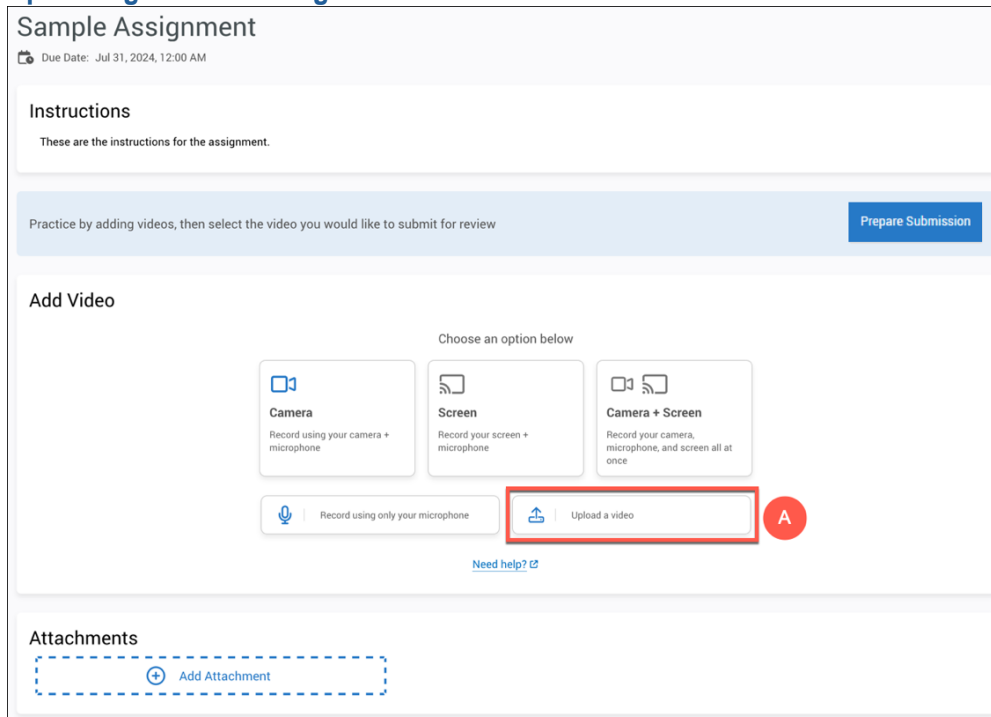 Sample Assignment
Due Date: Jul 31, 2024, 12:00 AM
Instructions
These are the instructions for the assignment.
Practice by adding videos, then select the video you would like to submit for review
Prepare Submission
Add Video
Choose an option below
Camera
Record using your camera +
microphone
Screen
Record your screen +
microphone
Camera + Screen
Record your camera,
microphone, and screen all at
once
Record using only your microphone
Upload a video
A
Need help?
Attachments
Add Attachment